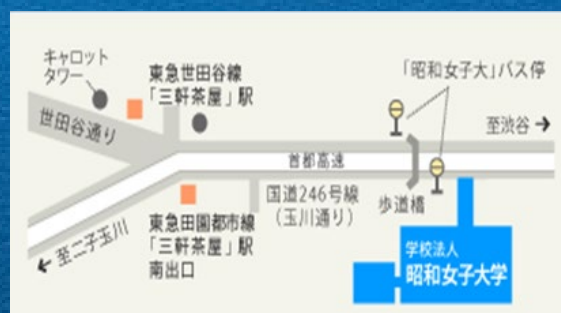 キャロット
タワー
東急世田谷線
「三軒茶屋」駅
「昭和女子大」バス停
世田谷通り
至渋谷→
首都高速
国道246号線
(玉川通り)
歩道橋
←至二子玉川
東急田園都市線
「三軒茶屋」駅
南出口
学校法人
昭和女子大学